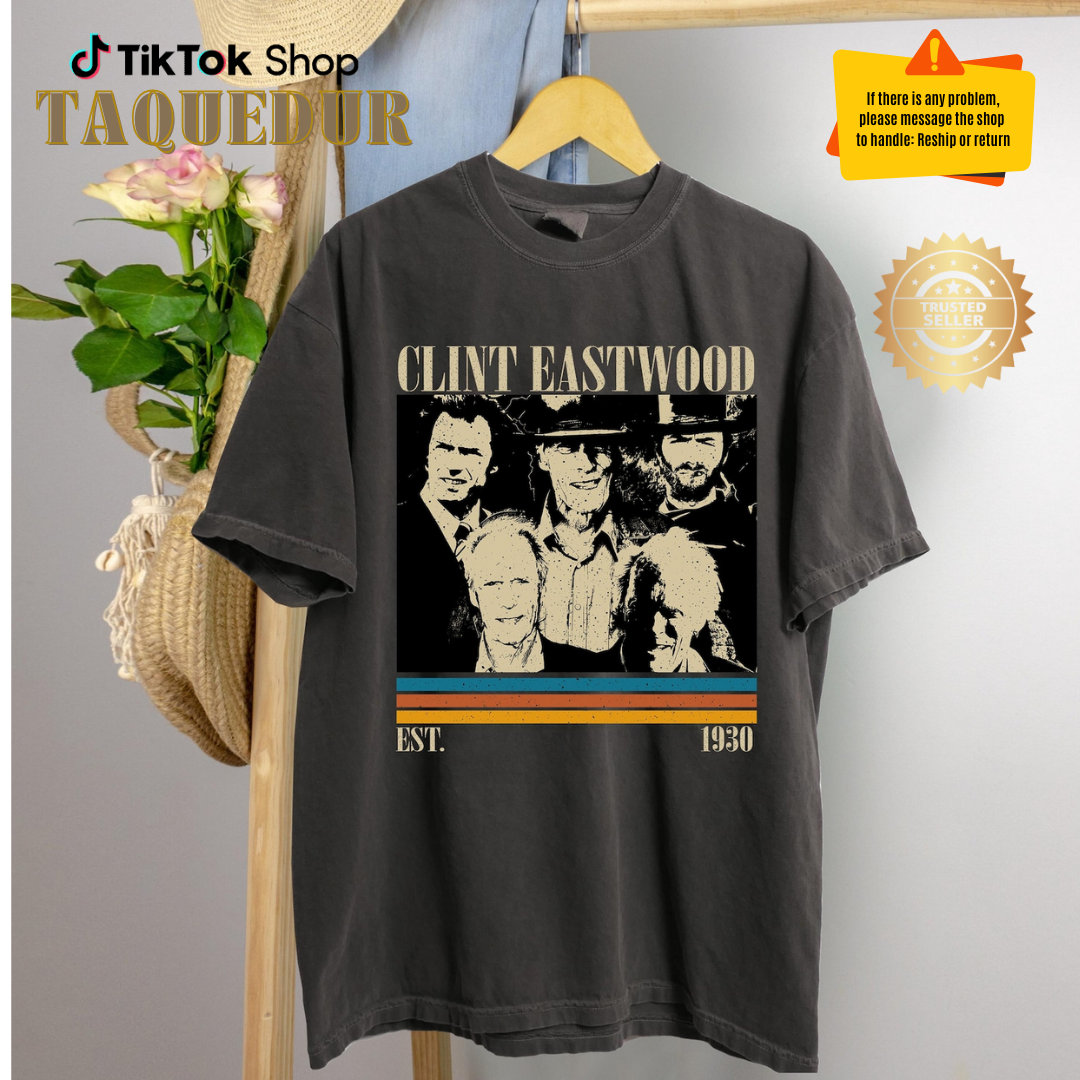 TikTok Shop
TAQUEDUR
If there is any problem,
please message the shop
to handle: Reship or return
TRUSTED
SELLER
CLINT EASTWOOD
EST. 1930